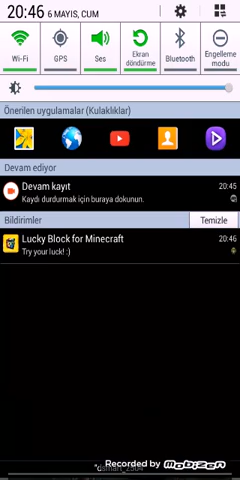 20:46 6 MAYIS, CUM
Wi-Fi
GPS
Ses
Ekran döndürme
Bluetooth
Engelleme modu
Önerilen uygulamalar (Kulaklıklar)
Devam ediyor
Devam kayıt 20:45
Kaydı durdurmak için buraya dokunun.
Bildirimler Temizle
Lucky Block for Minecraft 20:46
Try your luck! :)
Recorded by mobizen